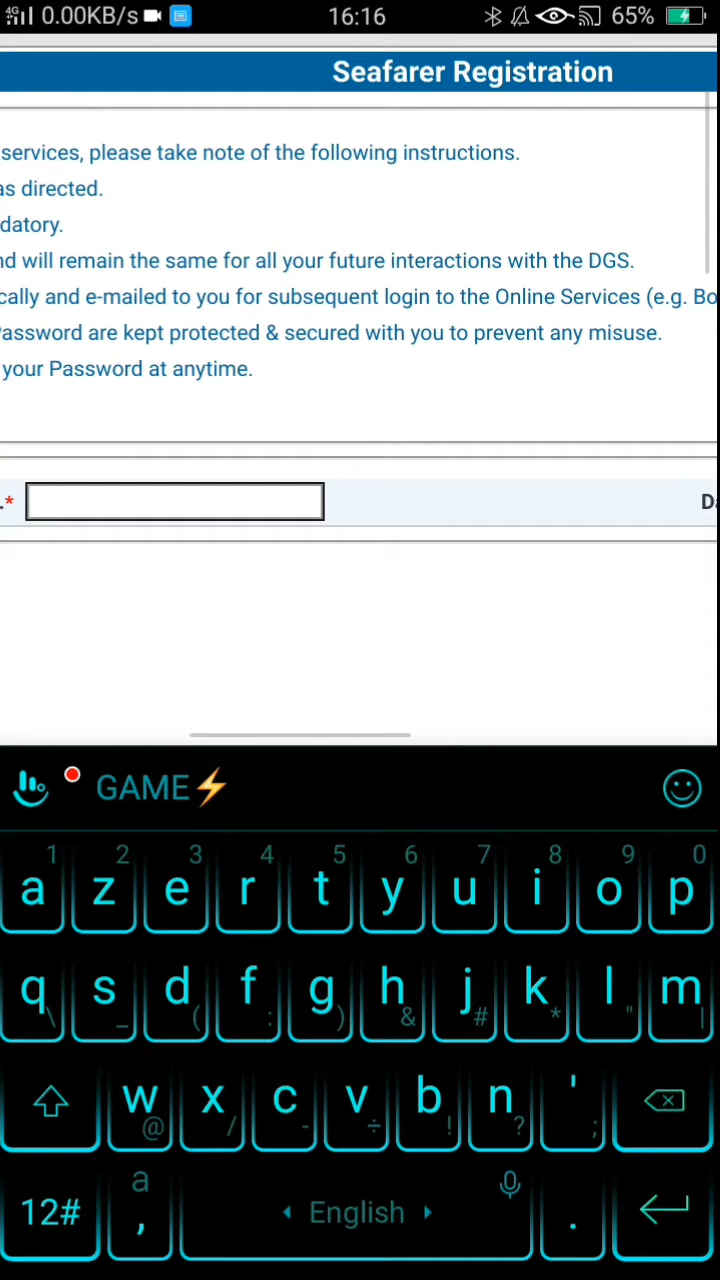 4G 0.00KB/s 16:16 65%
Seafarer Registration
services, please take note of the following instructions.
as directed.
datory.
nd will remain the same for all your future interactions with the DGS.
cally and e-mailed to you for subsequent login to the Online Services (e.g. Bo
Password are kept protected & secured with you to prevent any misuse.
your Password at anytime.
.*
Da
GAME⚡
1 2 3 4 5 6 7 8 9 0
a z e r t y u i o p
q s d f g h j k l m
\ _ ( : ) & # * " |
w x c v b n '
@ / - ÷ ! ? ;
12# a , English .